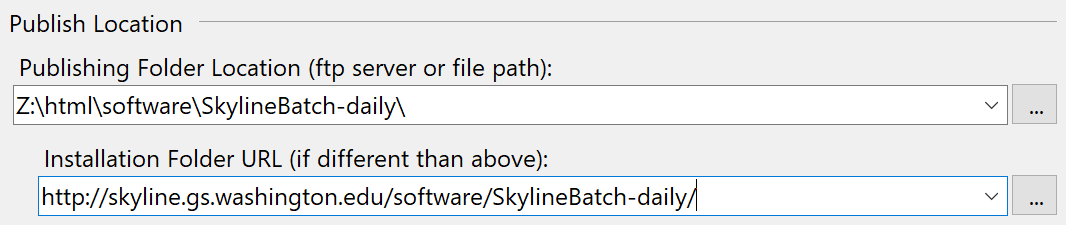 Publish Location
Publishing Folder Location (ftp server or file path):
Z:\html\software\SkylineBatch-daily\
...
Installation Folder URL (if different than above):
http://skyline.gs.washington.edu/software/SkylineBatch-daily/
...